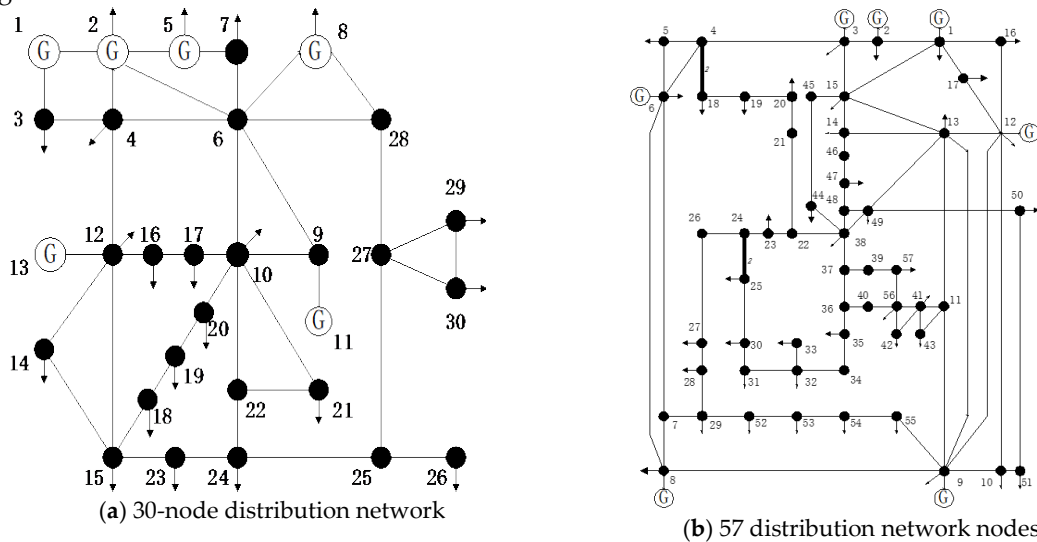 1 2 5 7 8
G G G G
3 4 6 28
29
12 16 17 9 27
13 G 10
30
20 G
11
14 19
18 22 21
15 23 24 25 26
(a) 30-node distribution network
G G G
5 4 3 2 1 16
2 17
G 6 18 19 20 45 15 12
14 13 G
21 46
47
44 48 50
49
26 24 23 22 38
2 37 39 57
25
36 40 56 41 11
27 30 33 35 42 43
28 31 32 34
7 29 52 53 54 55
8 9 10 51
G G
(b) 57 distribution network nodes